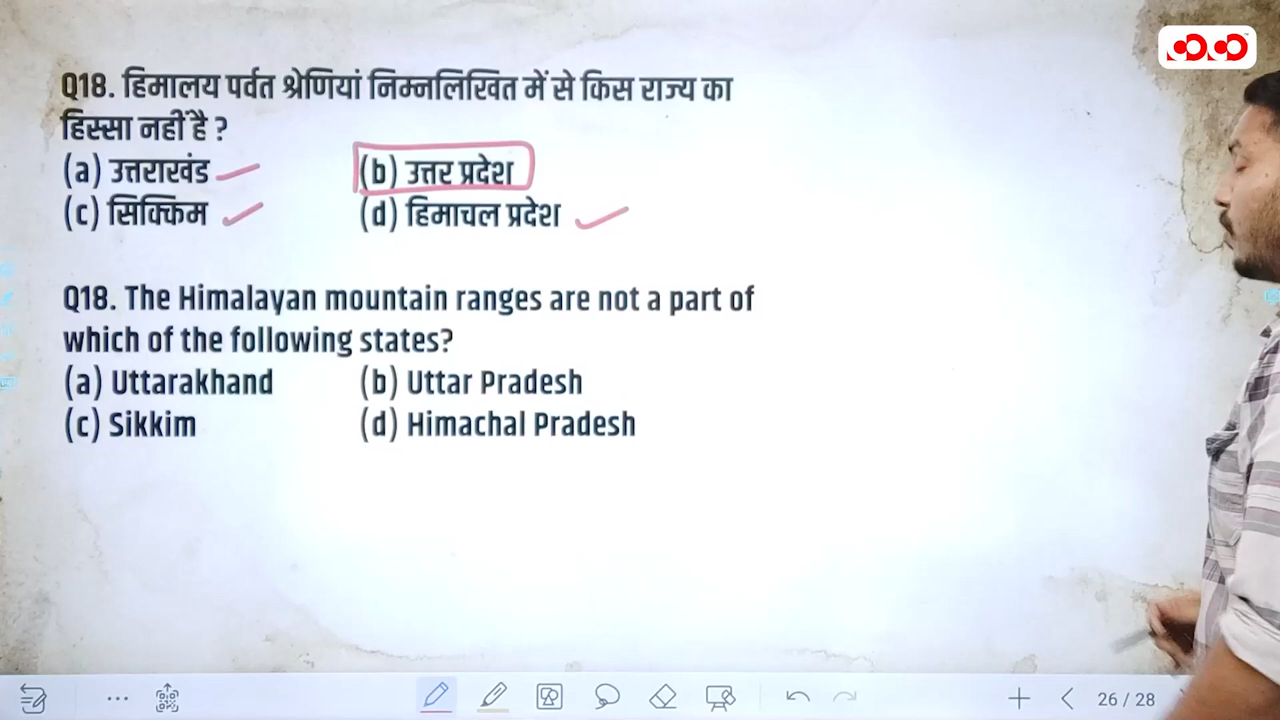 Q18. हिमालय पर्वत श्रेणियां निम्नलिखित में से किस राज्य का
हिस्सा नहीं है ?
(a) उत्तराखंड (b) उत्तर प्रदेश
(c) सिक्किम (d) हिमाचल प्रदेश
Q18. The Himalayan mountain ranges are not a part of
which of the following states?
(a) Uttarakhand (b) Uttar Pradesh
(c) Sikkim (d) Himachal Pradesh
26 / 28